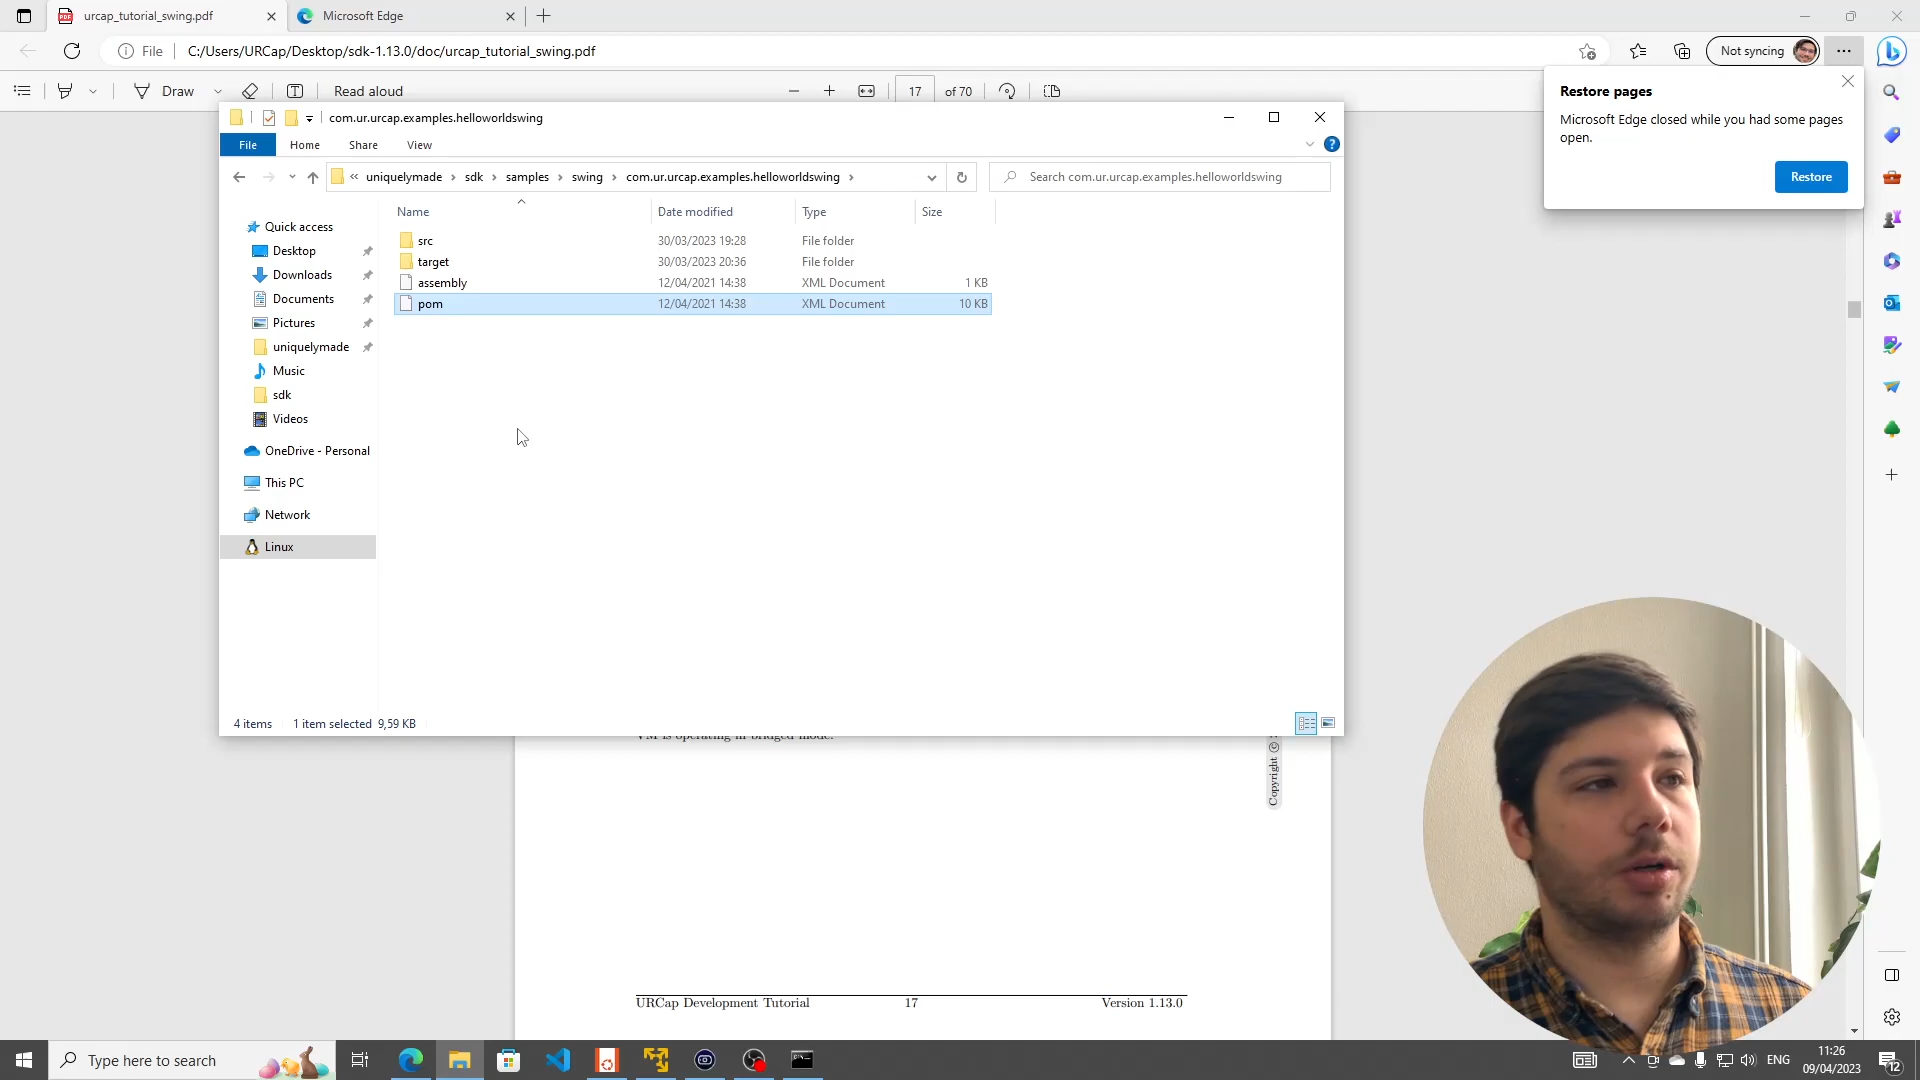 urcap_tutorial_swing.pdf
Microsoft Edge
File
C:/Users/URCap/Desktop/sdk-1.13.0/doc/urcap_tutorial_swing.pdf
Not syncing
Draw
Read aloud
17
of 70
Restore pages
Microsoft Edge closed while you had some pages
open.
Restore
com.ur.urcap.examples.helloworldswing
File
Home
Share
View
uniquelymade
sdk
samples
swing
com.ur.urcap.examples.helloworldswing
Search com.ur.urcap.examples.helloworldswing
Name
Date modified
Type
Size
src
30/03/2023 19:28
File folder
target
30/03/2023 20:36
File folder
assembly
12/04/2021 14:38
XML Document
1 KB
pom
12/04/2021 14:38
XML Document
10 KB
Quick access
Desktop
Downloads
Documents
Pictures
uniquelymade
Music
sdk
Videos
OneDrive - Personal
This PC
Network
Linux
4 items
1 item selected 9,59 KB
VM is operating in bridged mode.
Copyright ©
URCap Development Tutorial
17
Version 1.13.0
Type here to search
ENG
11:26
09/04/2023
12